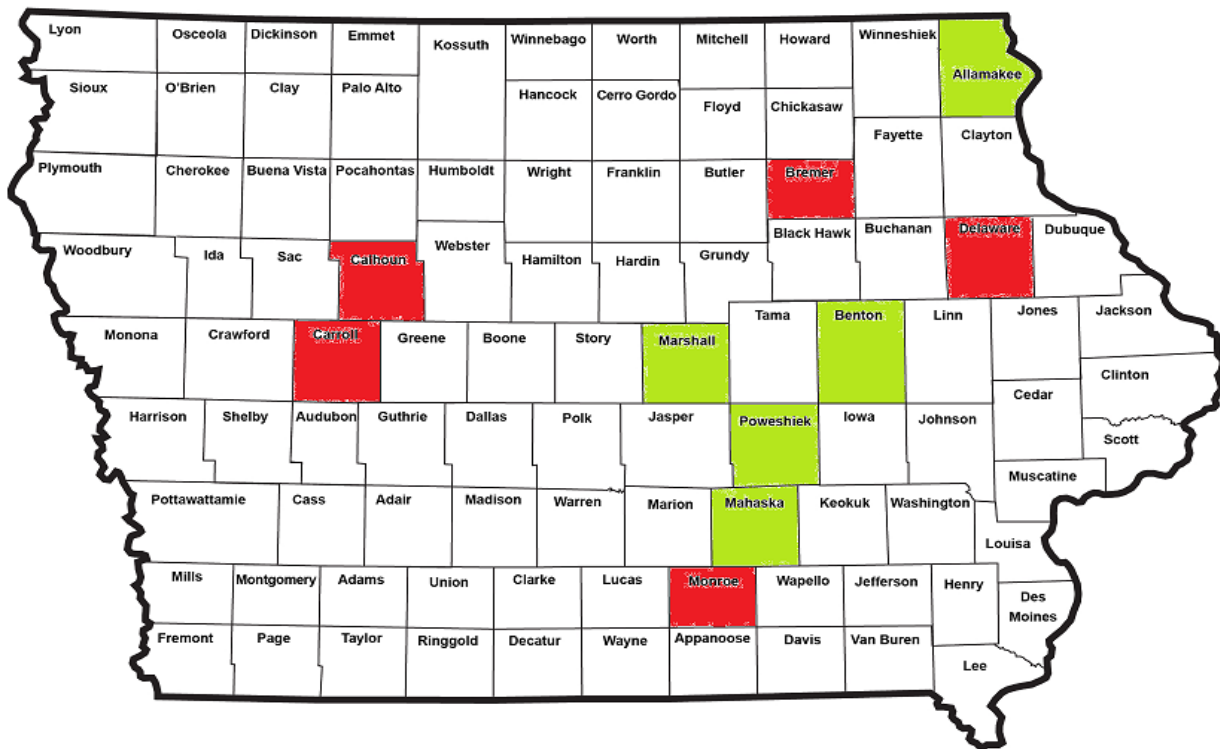 Lyon
Osceola
Dickinson
Emmet
Kossuth
Winnebago
Worth
Mitchell
Howard
Winneshiek
Allamakee
Sioux
O'Brien
Clay
Palo Alto
Hancock
Cerro Gordo
Floyd
Chickasaw
Fayette
Clayton
Plymouth
Cherokee
Buena Vista
Pocahontas
Humboldt
Wright
Franklin
Butler
Bremer
Woodbury
Ida
Sac
Calhoun
Webster
Hamilton
Hardin
Grundy
Black Hawk
Buchanan
Delaware
Dubuque
Monona
Crawford
Carroll
Greene
Boone
Story
Marshall
Tama
Benton
Linn
Jones
Jackson
Clinton
Cedar
Harrison
Shelby
Audubon
Guthrie
Dallas
Polk
Jasper
Poweshiek
Iowa
Johnson
Scott
Muscatine
Pottawattamie
Cass
Adair
Madison
Warren
Marion
Mahaska
Keokuk
Washington
Louisa
Mills
Montgomery
Adams
Union
Clarke
Lucas
Monroe
Wapello
Jefferson
Henry
Des
Moines
Fremont
Page
Taylor
Ringgold
Decatur
Wayne
Appanoose
Davis
Van Buren
Lee